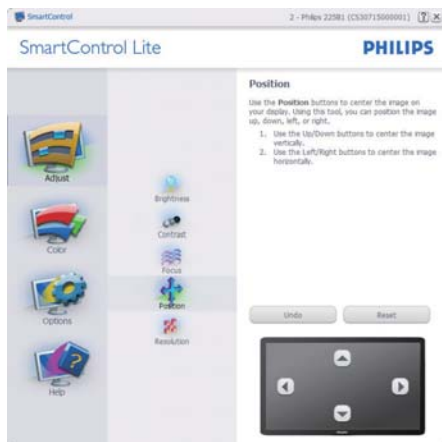 SmartControl
2 - Philips 225B1 (CS30715000001)
SmartControl Lite
PHILIPS
Adjust
Color
Options
Help
Brightness
Contrast
Focus
Position
Resolution
Position
Use the Position buttons to center the image on
your display. Using this tool, you can position the image
up, down, left, or right.
1. Use the Up/Down buttons to center the image
vertically.
2. Use the Left/Right buttons to center the image
horizontally.
Undo
Reset